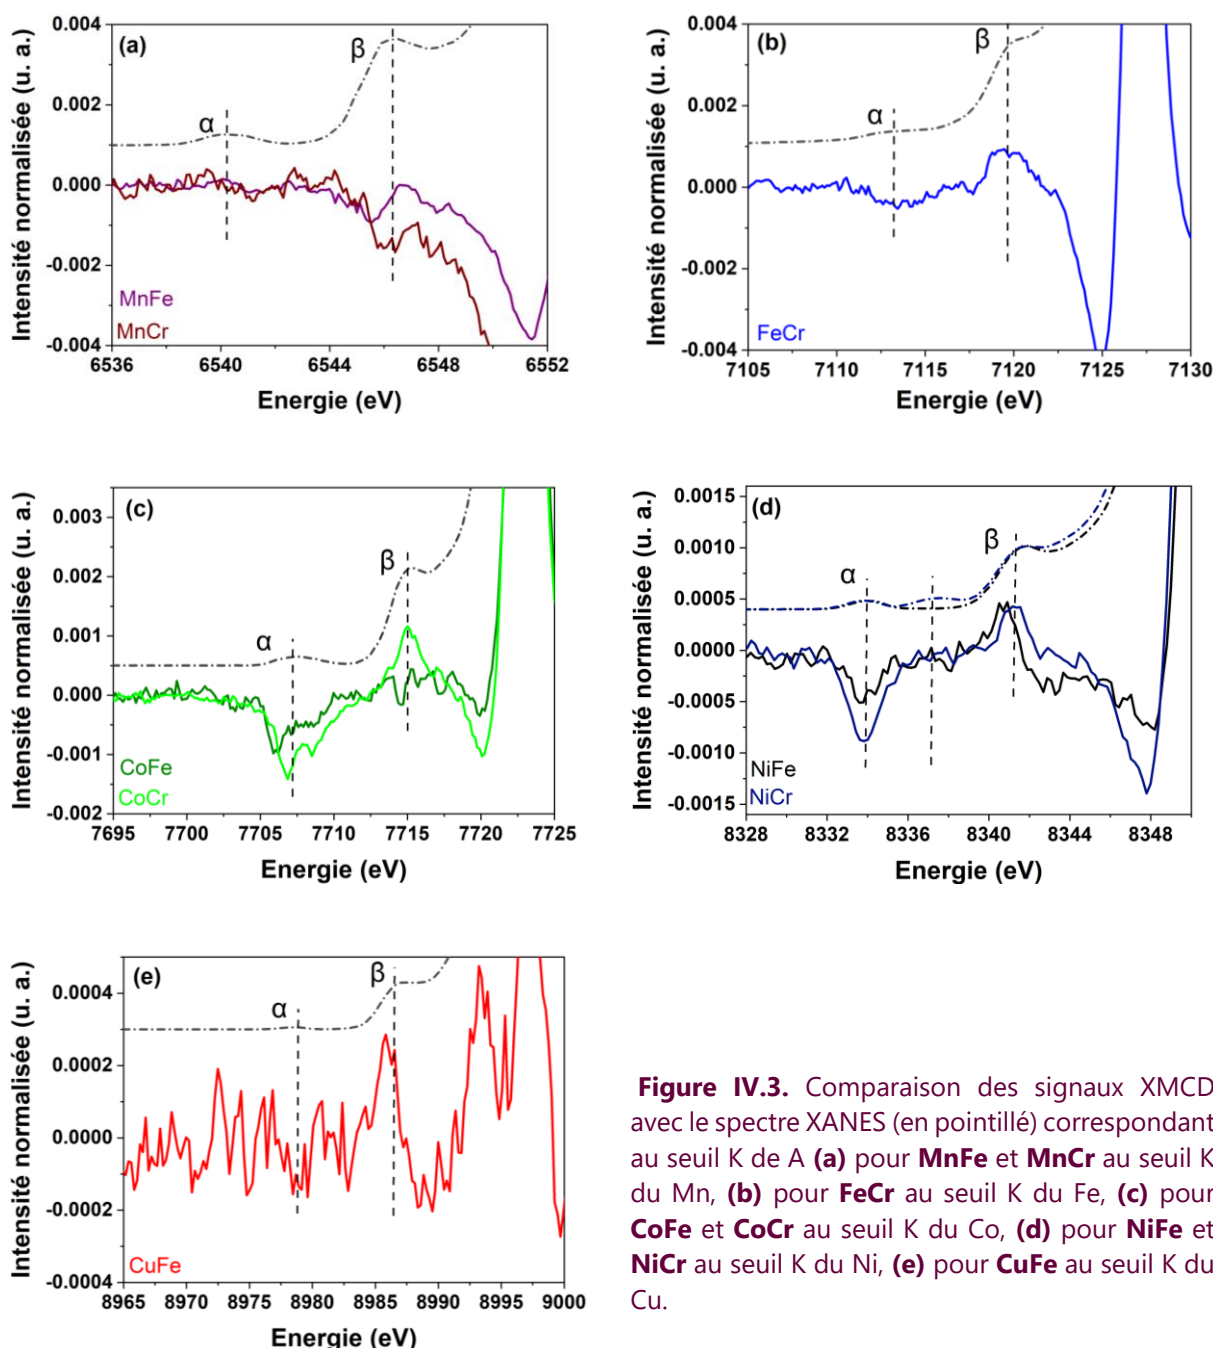 (a)
α
β
MnFe
MnCr
Intensité normalisée (u. a.)
0.004
0.002
0.000
-0.002
-0.004
6536 6540 6544 6548 6552
Energie (eV)
(b)
α
β
FeCr
Intensité normalisée (u. a.)
0.004
0.002
0.000
-0.002
-0.004
7105 7110 7115 7120 7125 7130
Energie (eV)
(c)
α
β
CoFe
CoCr
Intensité normalisée (u. a.)
0.003
0.002
0.001
0.000
-0.001
-0.002
7695 7700 7705 7710 7715 7720 7725
Energie (eV)
(d)
α
β
NiFe
NiCr
Intensité normalisée (u. a.)
0.0015
0.0010
0.0005
0.0000
-0.0005
-0.0010
-0.0015
8328 8332 8336 8340 8344 8348
Energie (eV)
(e)
α
β
CuFe
Intensité normalisée (u. a.)
0.0004
0.0002
0.0000
-0.0002
-0.0004
8965 8970 8975 8980 8985 8990 8995 9000
Energie (eV)
Figure IV.3. Comparaison des signaux XMCD
avec le spectre XANES (en pointillé) correspondant
au seuil K de A (a) pour MnFe et MnCr au seuil K
du Mn, (b) pour FeCr au seuil K du Fe, (c) pour
CoFe et CoCr au seuil K du Co, (d) pour NiFe et
NiCr au seuil K du Ni, (e) pour CuFe au seuil K du
Cu.